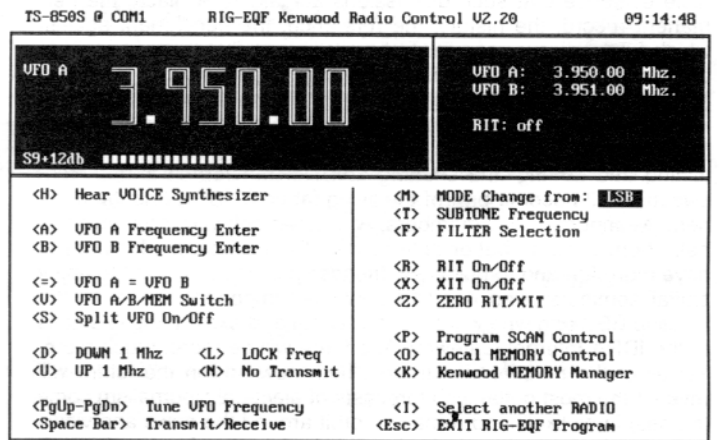 TS-850S @ COM1 RIG-EQF Kenwood Radio Control V2.20 09:14:48
VFO A
3.950.00
S9+12db
VFO A: 3.950.00 Mhz.
VFO B: 3.951.00 Mhz.
RIT: off
<H> Hear VOICE Synthesizer
<A> VFO A Frequency Enter
<B> VFO B Frequency Enter
<=> VFO A = VFO B
<V> VFO A/B/MEM Switch
<S> Split VFO On/Off
<D> DOWN 1 Mhz <L> LOCK Freq
<U> UP 1 Mhz <N> No Transmit
<PgUp-PgDn> Tune VFO Frequency
<Space Bar> Transmit/Receive
<M> MODE Change from: LSB
<T> SUBTONE Frequency
<F> FILTER Selection
<R> RIT On/Off
<X> XIT On/Off
<Z> ZERO RIT/XIT
<P> Program SCAN Control
<O> Local MEMORY Control
<K> Kenwood MEMORY Manager
<I> Select another RADIO
<Esc> EXIT RIG-EQF Program